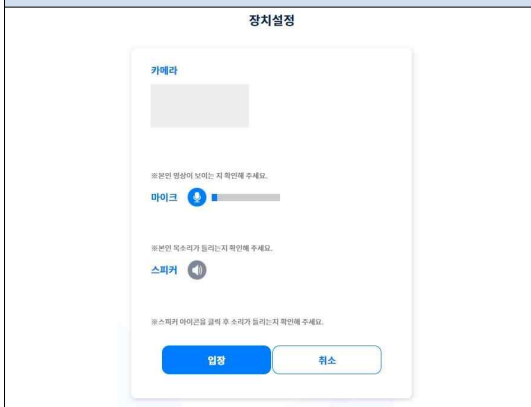 장치설정
카메라
※본인 영상이 보이는 지 확인해 주세요.
마이크
※본인 목소리가 들리는지 확인해 주세요.
스피커
※스피커 아이콘을 클릭 후 소리가 들리는지 확인해 주세요.
입장 취소